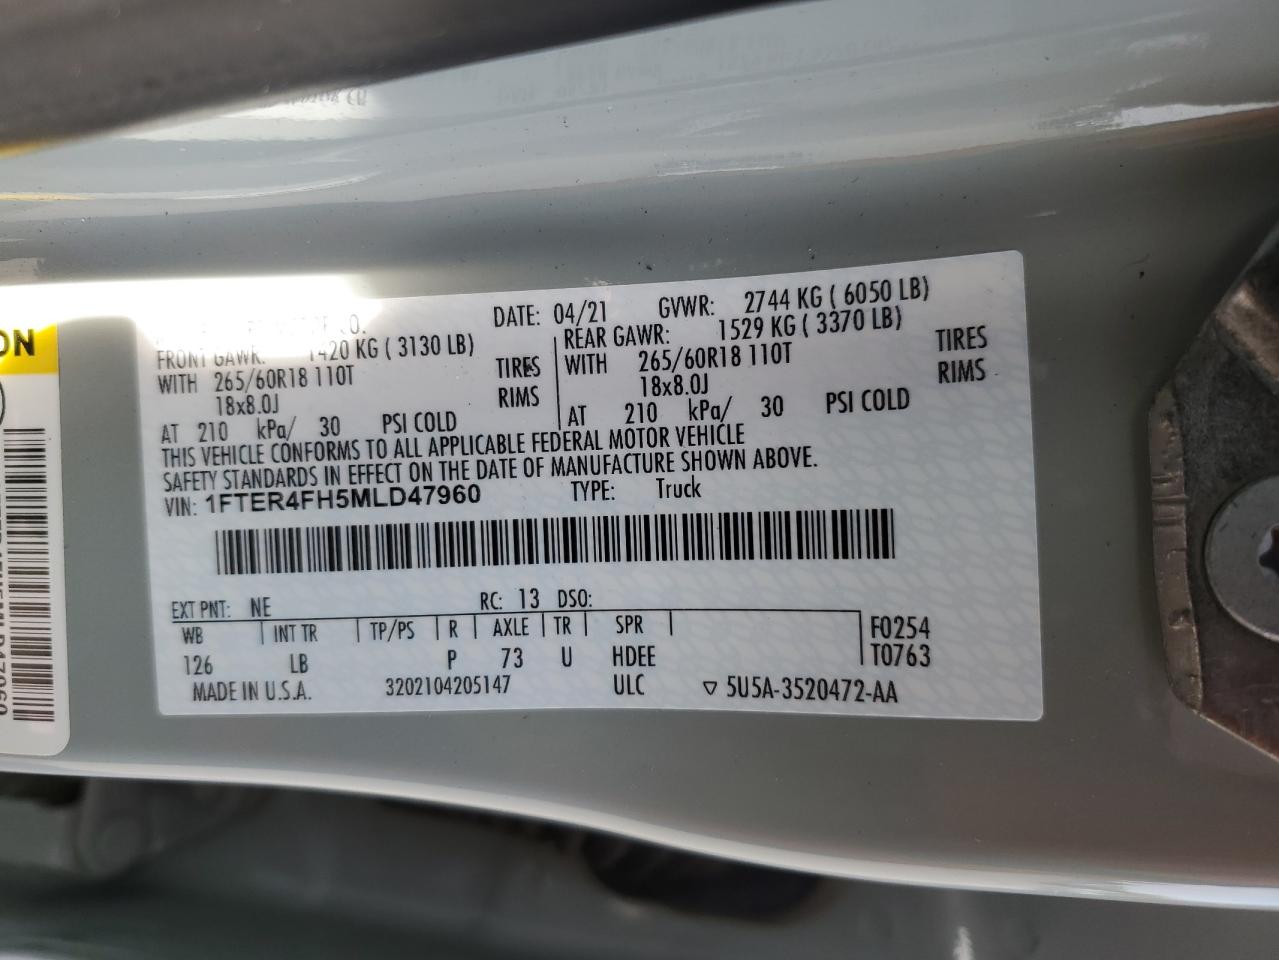 DATE: 04/21 GVWR: 2744 KG ( 6050 LB)
FRONT GAWR: 1420 KG ( 3130 LB) REAR GAWR: 1529 KG ( 3370 LB)
WITH 265/60R18 110T TIRES WITH 265/60R18 110T TIRES
18x8.0J RIMS 18x8.0J RIMS
AT 210 kPa/ 30 PSI COLD AT 210 kPa/ 30 PSI COLD
THIS VEHICLE CONFORMS TO ALL APPLICABLE FEDERAL MOTOR VEHICLE
SAFETY STANDARDS IN EFFECT ON THE DATE OF MANUFACTURE SHOWN ABOVE.
VIN: 1FTER4FH5MLD47960 TYPE: Truck
EXT PNT: NE RC: 13 DSO:
WB INT TR TP/PS R AXLE TR SPR F0254
126 LB P 73 U HDEE T0763
MADE IN U.S.A. 3202104205147 ULC ▽ 5U5A-3520472-AA